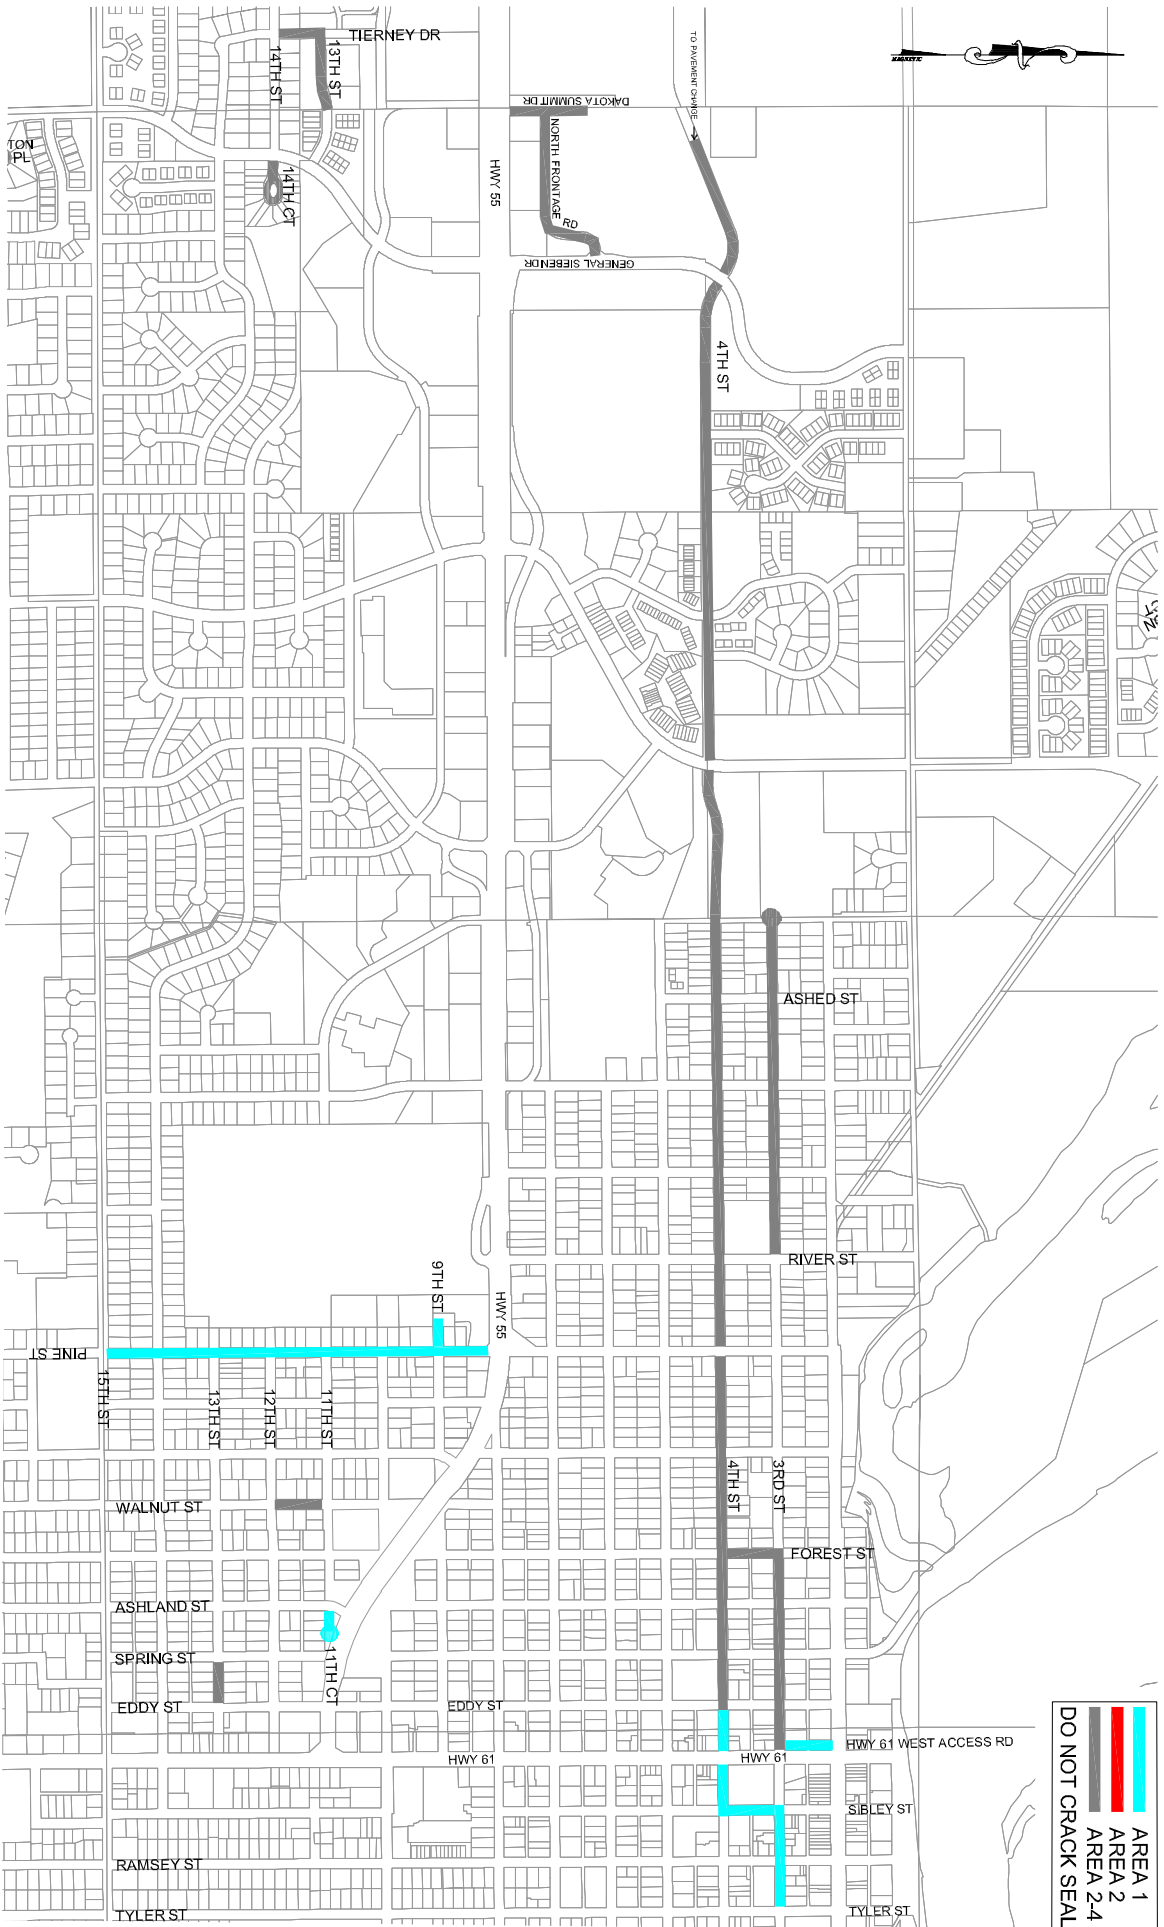 TIERNEY DR
13TH ST
14TH ST
TO PAVEMENT CHANGE
MAGNETIC
DAKOTA SUMMIT DR
NORTH FRONTAGE RD
TON
PL
14TH CT
HWY 55
GENERAL SIEBEN DR
4TH ST
ASHED ST
RIVER ST
9TH ST
HWY 55
PINE ST
15TH ST
13TH ST
12TH ST
11TH ST
4TH ST
3RD ST
WALNUT ST
FOREST ST
ASHLAND ST
11TH CT
SPRING ST
EDDY ST
EDDY ST
HWY 61 WEST ACCESS RD
HWY 61
HWY 61
SIBLEY ST
RAMSEY ST
TYLER ST
TYLER ST
AREA 1
AREA 2
AREA 2-4
DO NOT CRACK SEAL